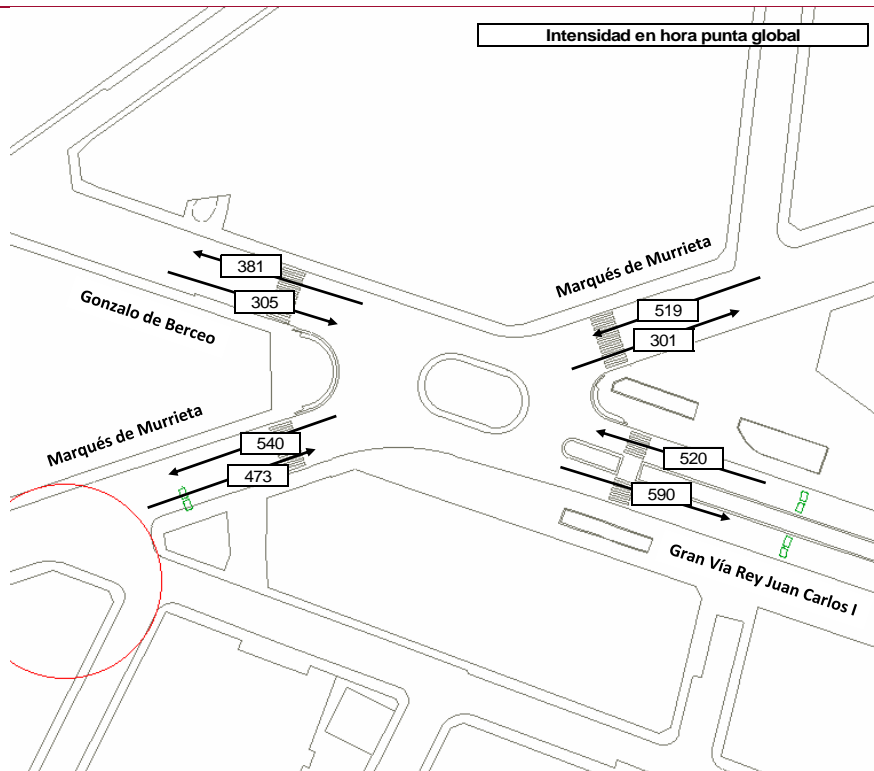 Intensidad en hora punta global
Marqués de Murrieta
381
305
Gonzalo de Berceo
519
301
Marqués de Murrieta
540
473
520
590
Gran Vía Rey Juan Carlos I